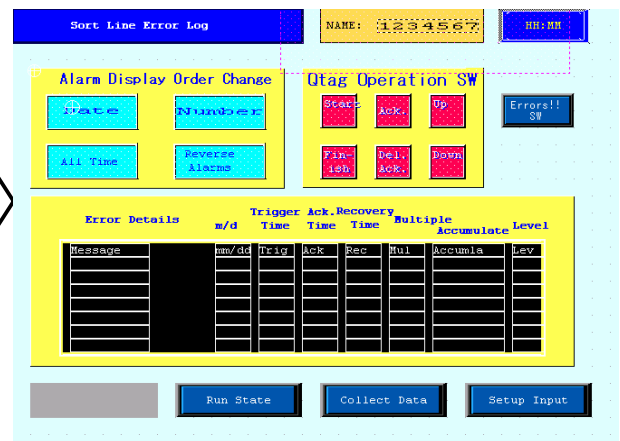 Sort Line Error Log
NAME: 1234567
HH:MM
Alarm Display Order Change
Qtag Operation SW
Date
Number
Start
Ack.
Up
Errors!!
SW
All Time
Reverse
Alarms
Fin-
ish
Del.
Ack.
Down
Error Details
m/d
Trigger
Time
Ack.
Time
Recovery
Time
Multiple
Accumulate
Level
Message
mm/dd
Trig
Ack
Rec
Mul
Accumla
Lev
Run State
Collect Data
Setup Input